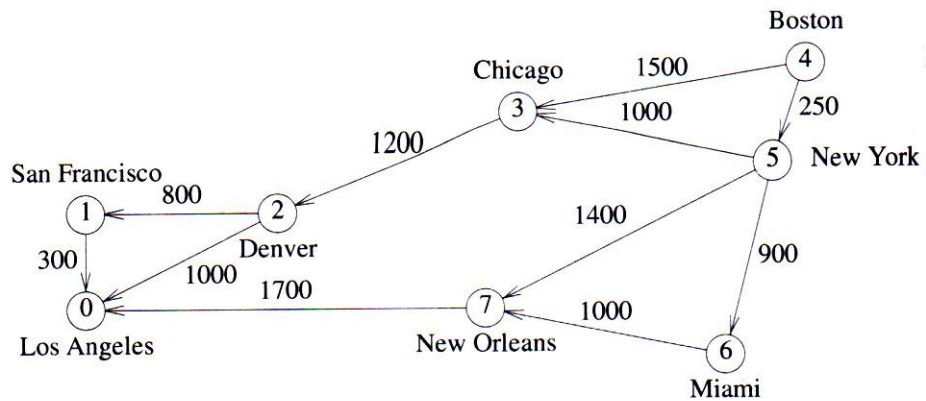 Boston
4
Chicago
1500
250
3
1000
1200
5
New York
San Francisco
800
1
2
1400
Denver
900
300
1000
1700
0
7
1000
Los Angeles
New Orleans
6
Miami